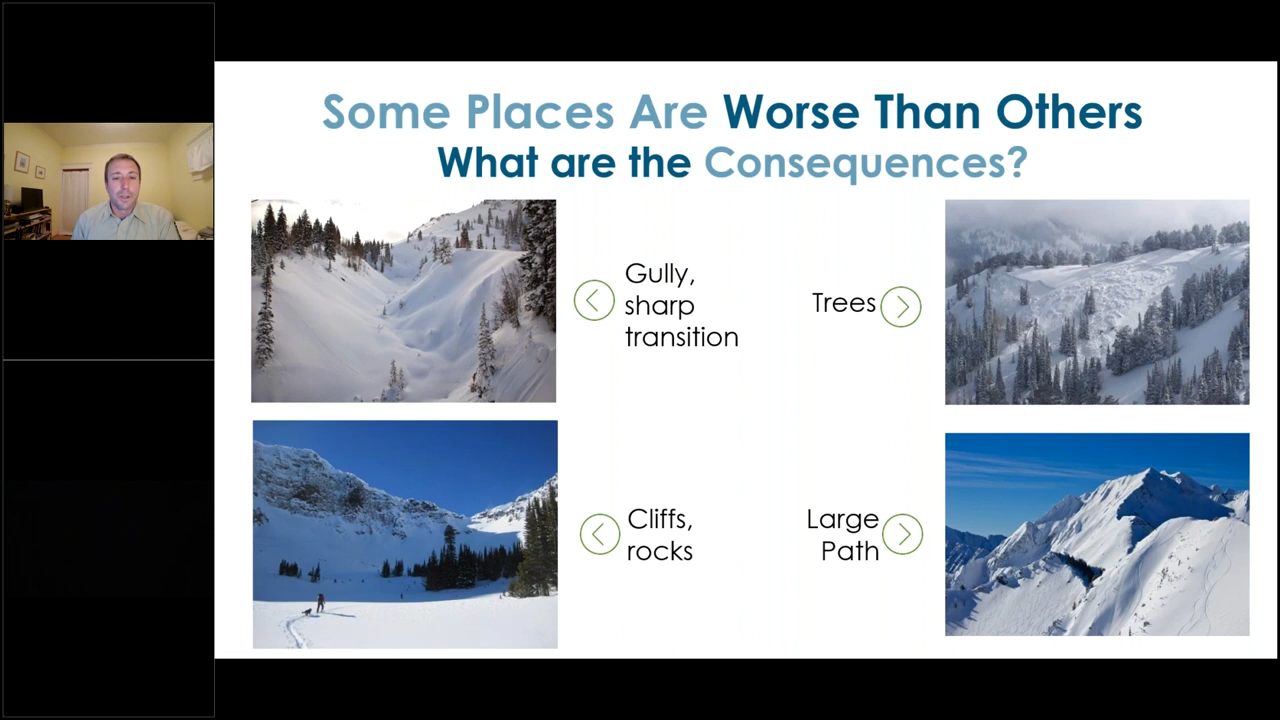 Some Places Are Worse Than Others
What are the Consequences?
Gully,
sharp
transition
Trees
Cliffs,
rocks
Large
Path